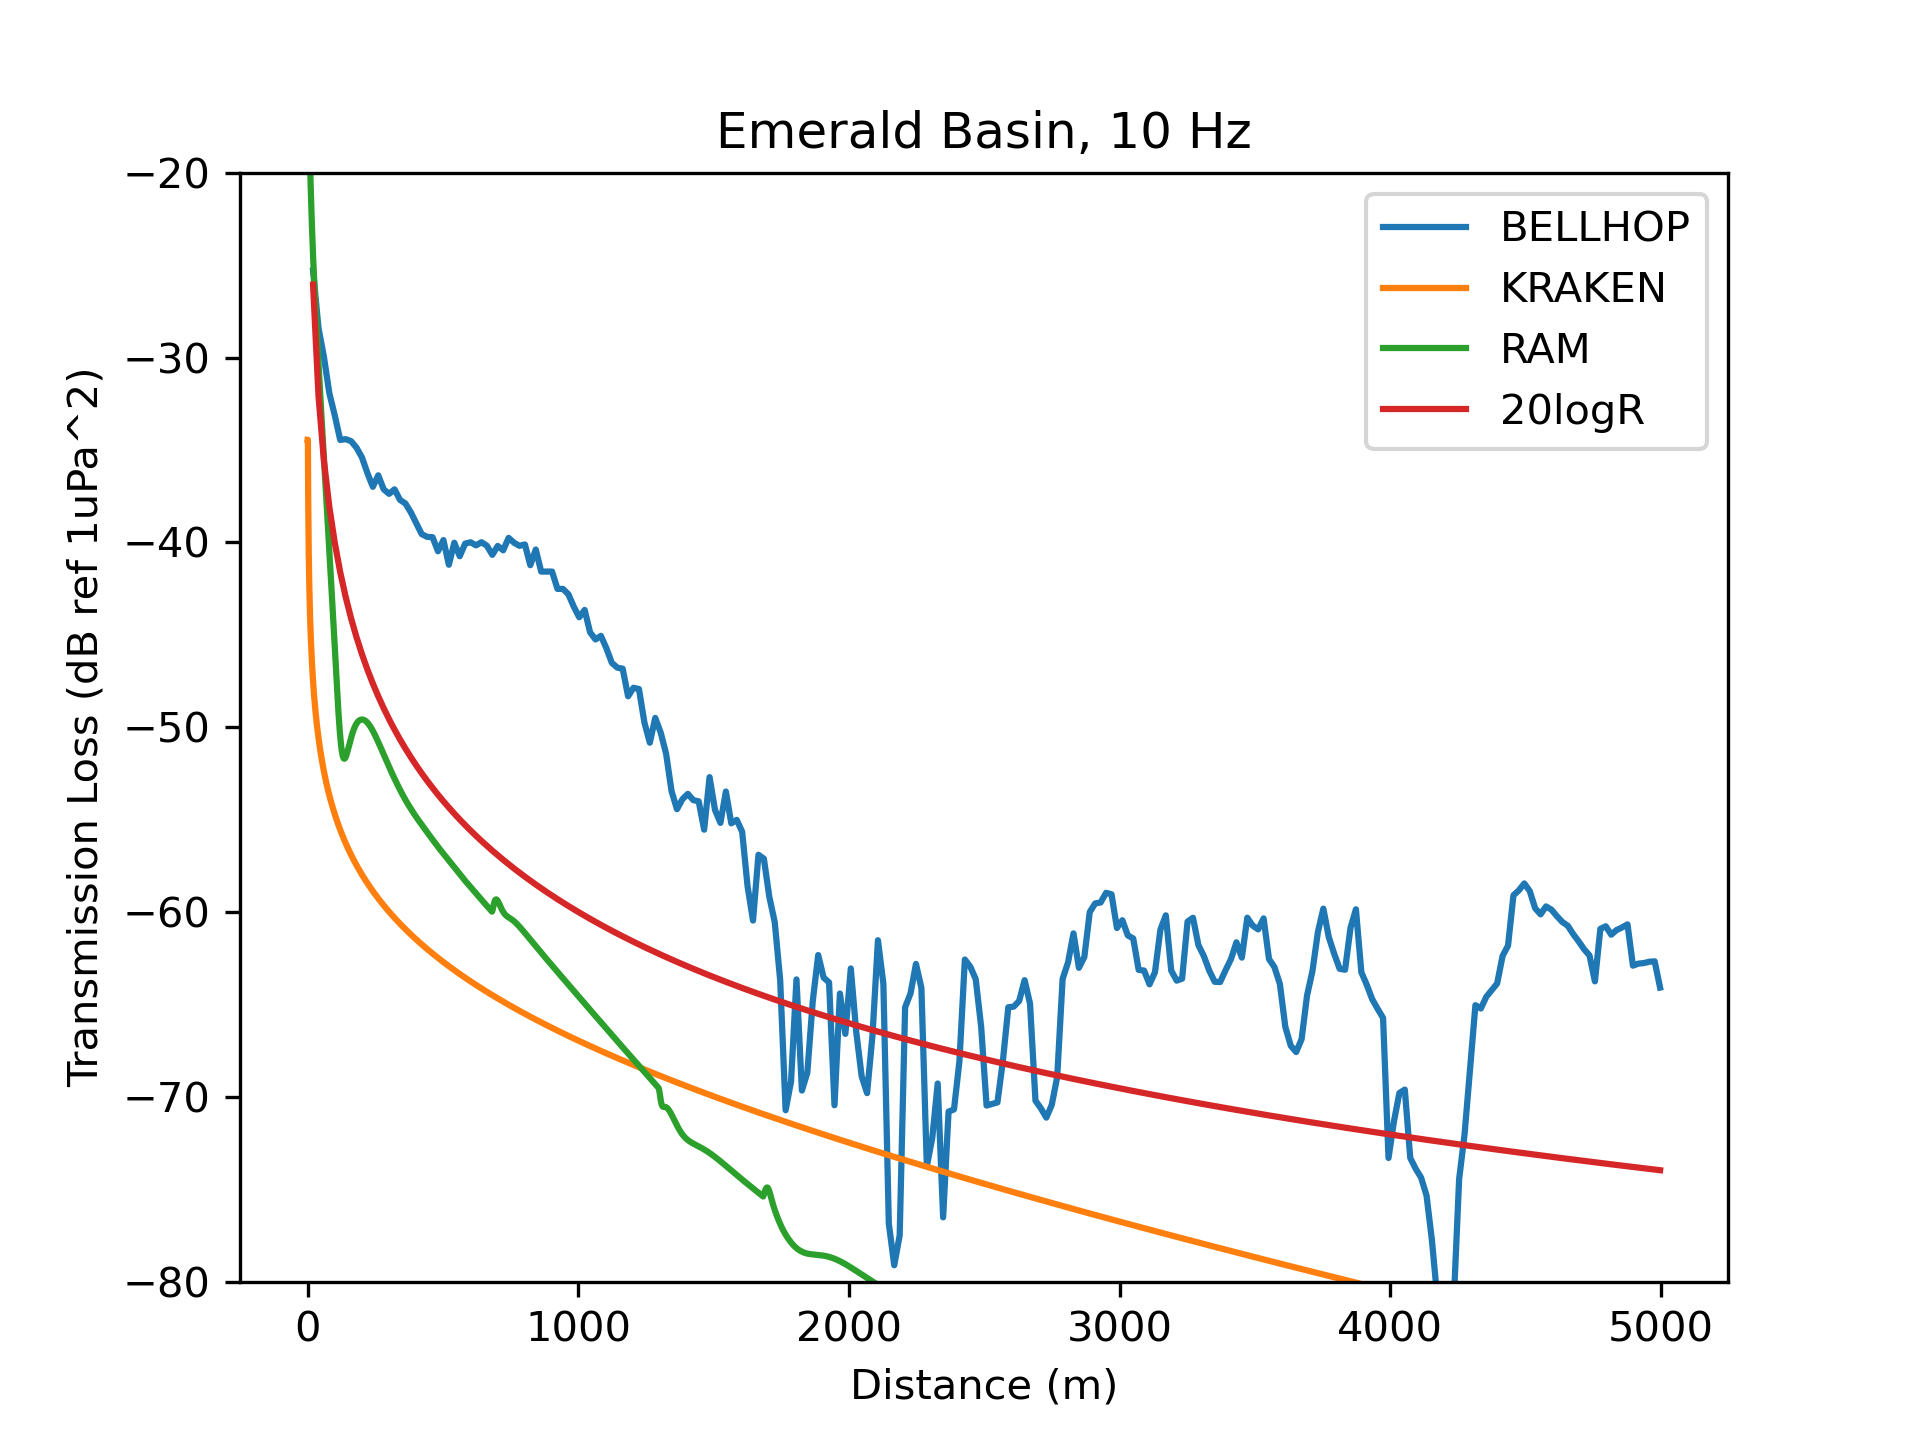 Emerald Basin, 10 Hz
Transmission Loss (dB ref 1uPa^2)
−20
−30
−40
−50
−60
−70
−80
BELLHOP
KRAKEN
RAM
20logR
0 1000 2000 3000 4000 5000
Distance (m)